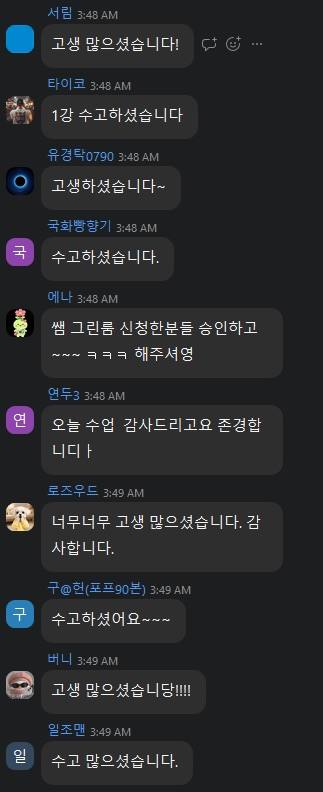 서림 3:48 AM
고생 많으셨습니다!
타이코 3:48 AM
1강 수고하셨습니다
유경탁0790 3:48 AM
고생하셨습니다~
국화빵향기 3:48 AM
국
수고하셨습니다.
에나 3:48 AM
쌤 그린룸 신청한분들 승인하고
~~~ ㅋㅋㅋ 해주셔영
연두3 3:48 AM
연
오늘 수업  감사드리고요 존경합
니디ㅏ
로즈우드 3:49 AM
너무너무 고생 많으셨습니다. 감
사합니다.
구@헌(포프90본) 3:49 AM
구
수고하셨어요~~~
버니 3:49 AM
고생 많으셨습니당!!!!
일조맨 3:49 AM
일
수고 많으셨습니다.